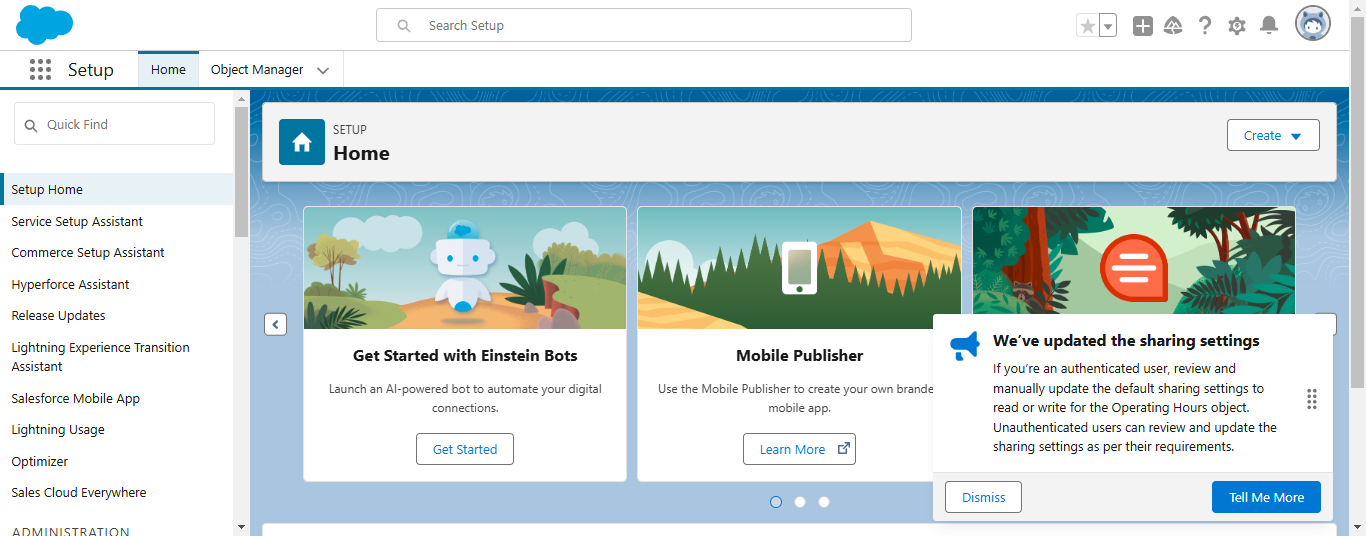 Search Setup
Setup
Home
Object Manager
Quick Find
Setup Home
Service Setup Assistant
Commerce Setup Assistant
Hyperforce Assistant
Release Updates
Lightning Experience Transition
Assistant
Salesforce Mobile App
Lightning Usage
Optimizer
Sales Cloud Everywhere
ADMINISTRATION
SETUP
Home
Create
Get Started with Einstein Bots
Launch an AI-powered bot to automate your digital
connections.
Get Started
Mobile Publisher
Use the Mobile Publisher to create your own brande
mobile app.
Learn More
We've updated the sharing settings
If you're an authenticated user, review and
manually update the default sharing settings to
read or write for the Operating Hours object.
Unauthenticated users can review and update the
sharing settings as per their requirements.
Dismiss
Tell Me More